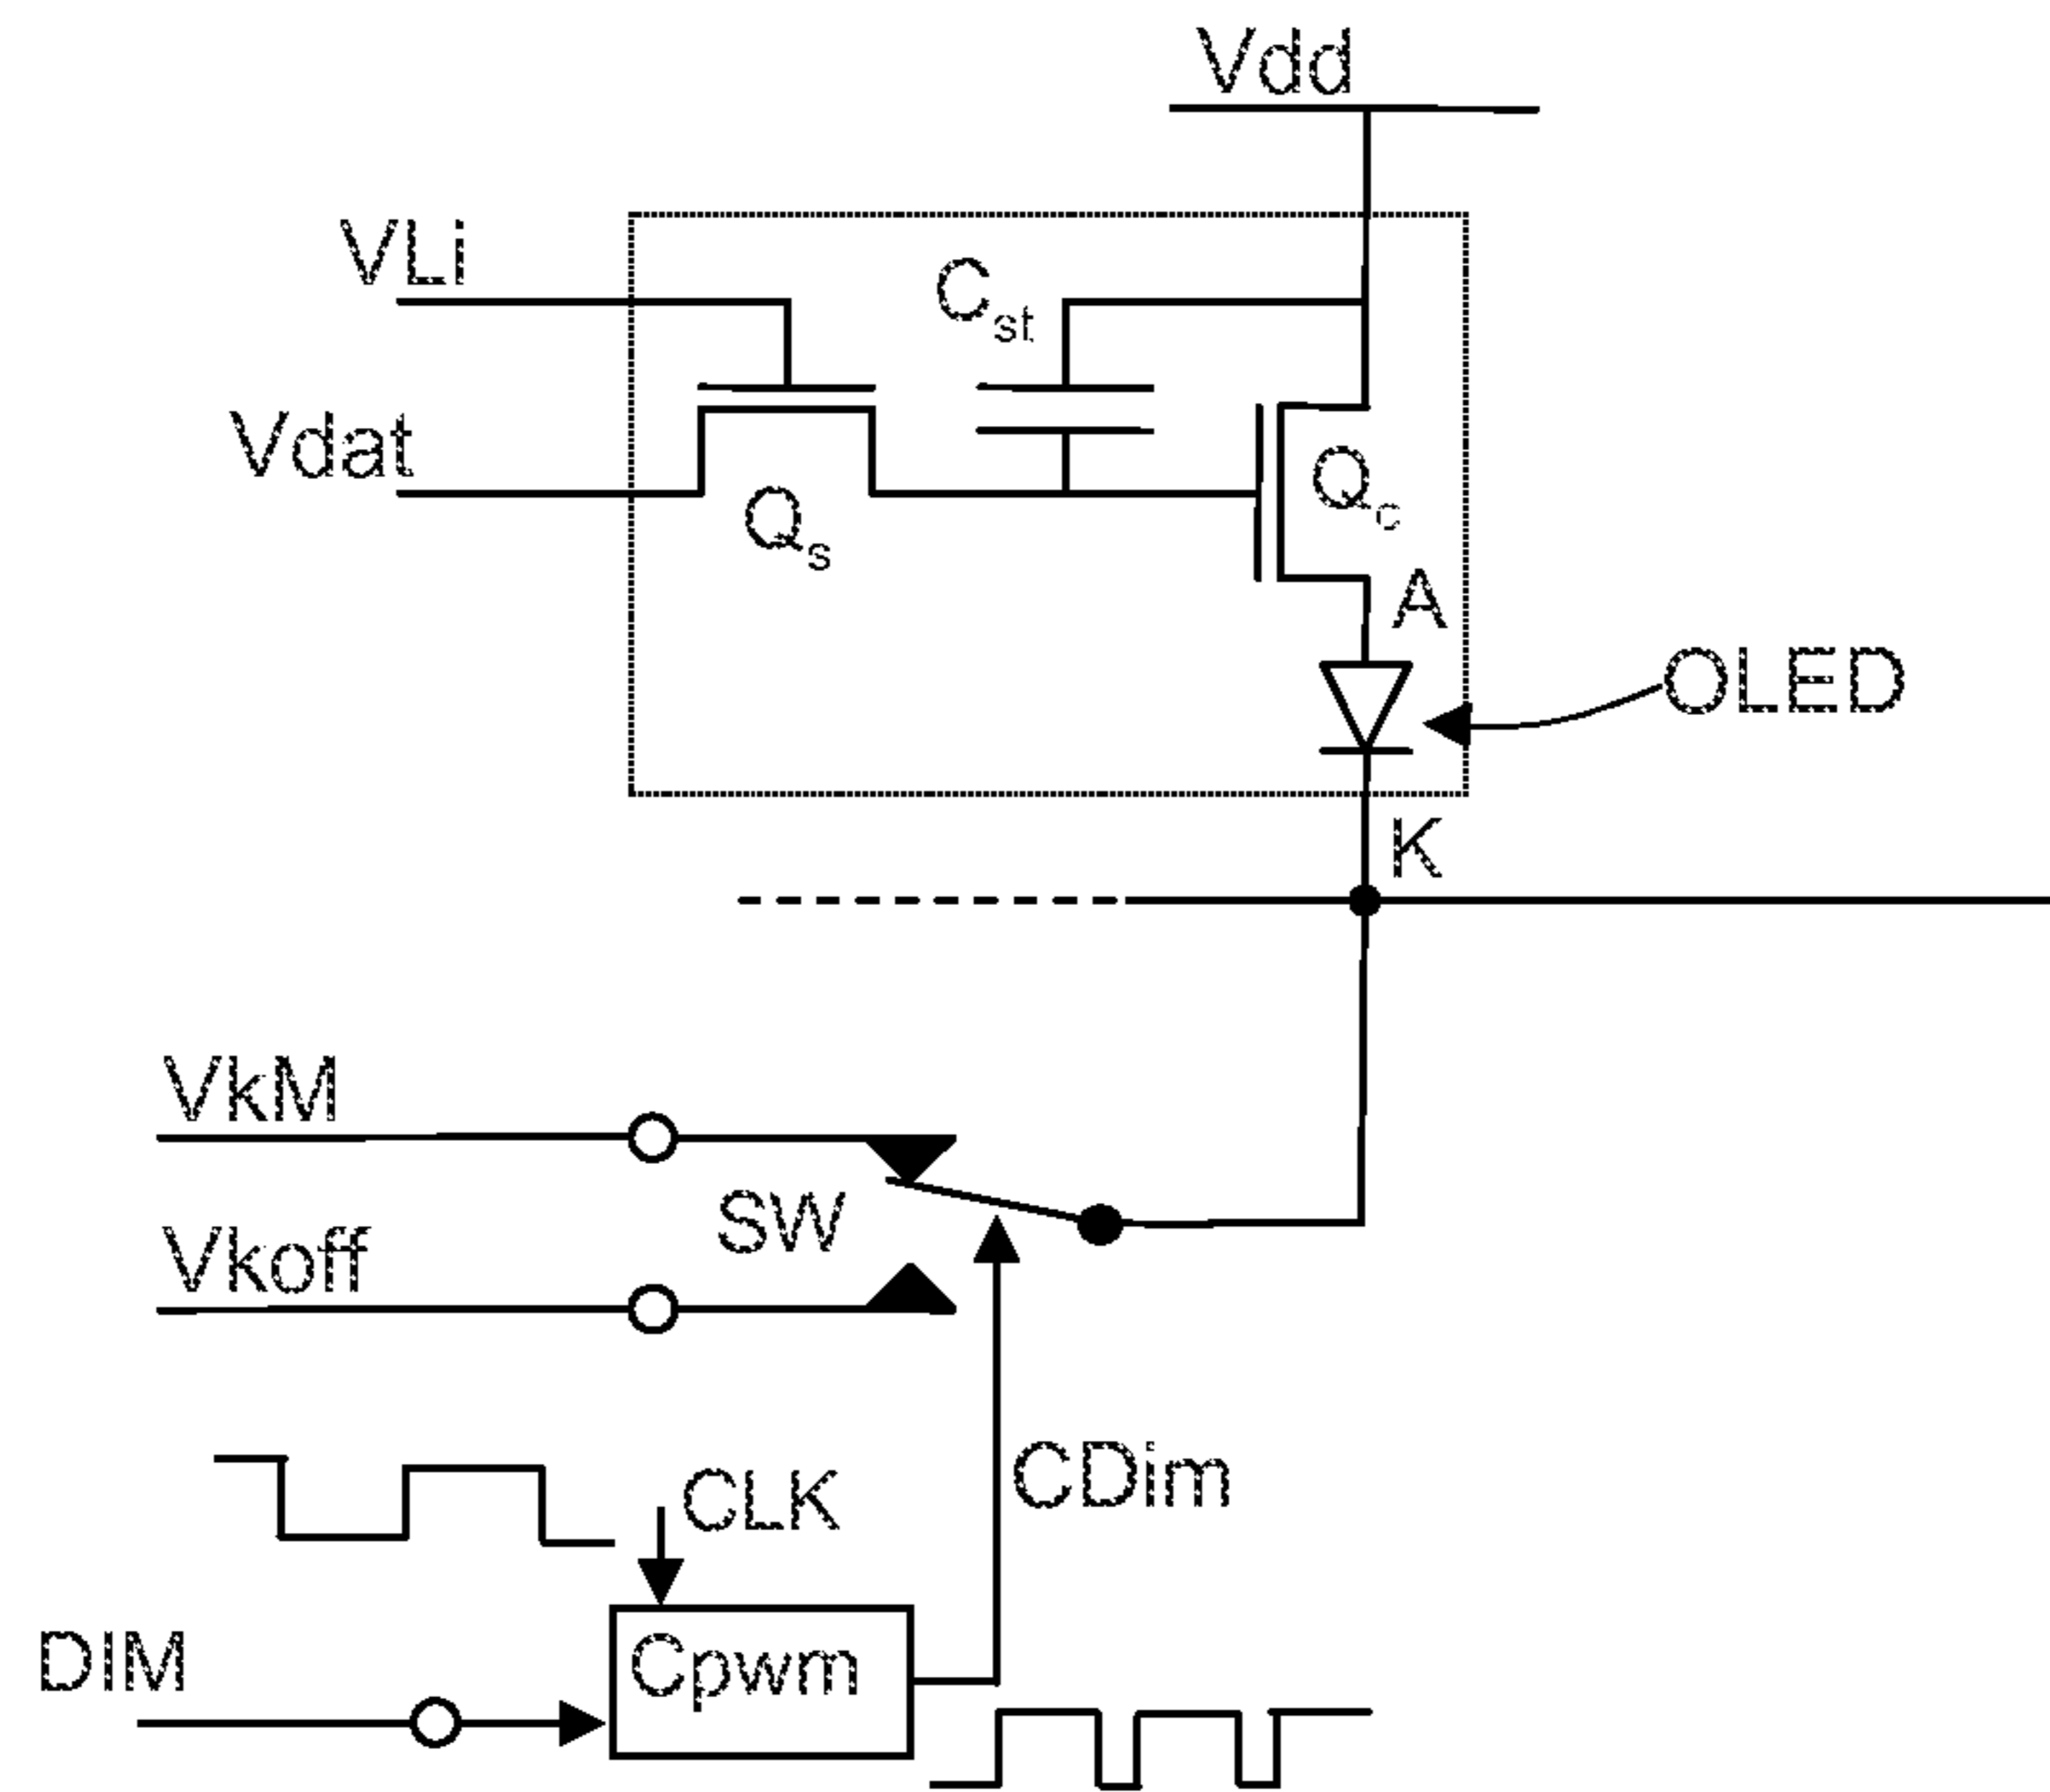 Vdd
VLi
Cst
Vdat
Qs
Qc
A
OLED
K
VkM
SW
Vkoff
CLK
CDim
DIM
Cpwm